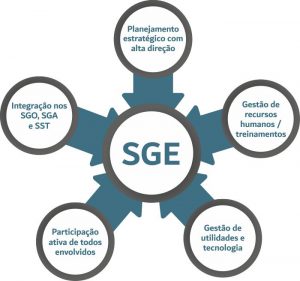 Planejamento
estratégico com
alta direção
Integração nos
SGO, SGA
e SST
Gestão de
recursos
humanos /
treinamentos
SGE
Participação
ativa de todos
envolvidos
Gestão de
utilidades e
tecnologia